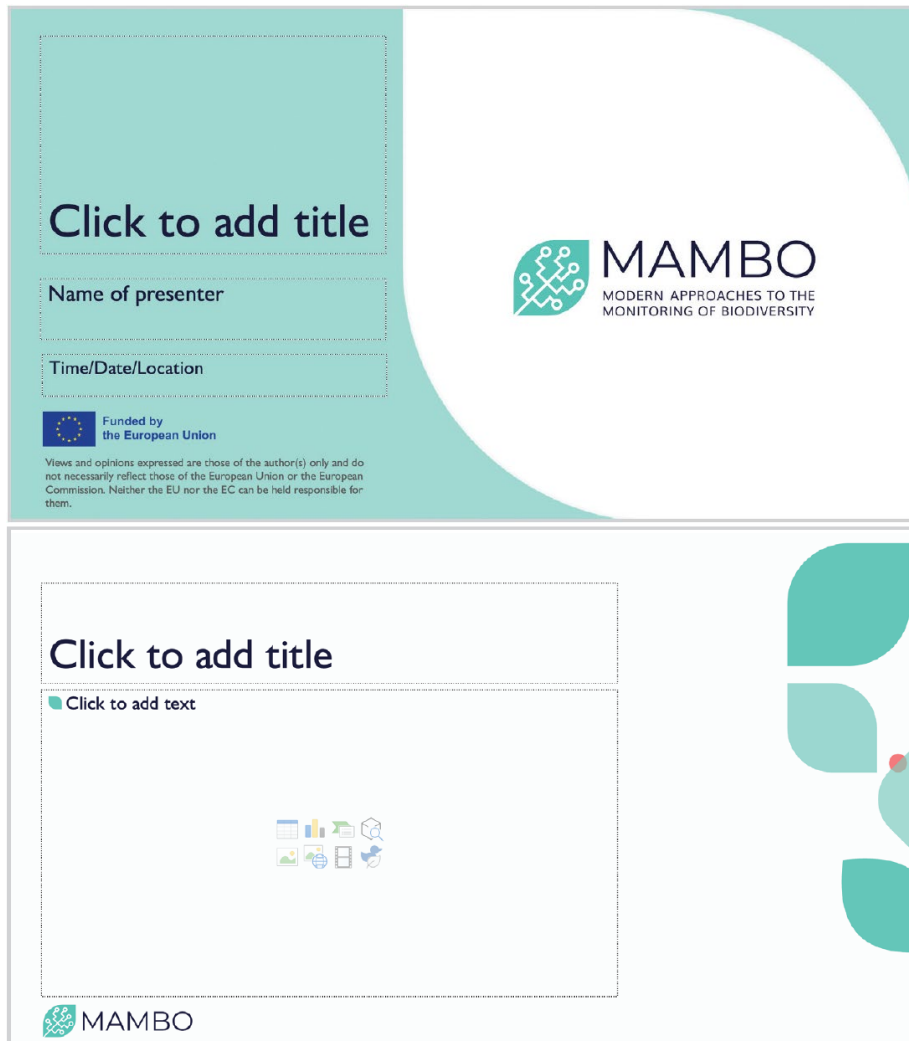 Click to add title
Name of presenter
Time/Date/Location
Funded by
the European Union
Views and opinions expressed are those of the author(s) only and do
not necessarily reflect those of the European Union or the European
Commission. Neither the EU nor the EC can be held responsible for
them.
MAMBO
MODERN APPROACHES TO THE
MONITORING OF BIODIVERSITY
Click to add title
Click to add text
MAMBO